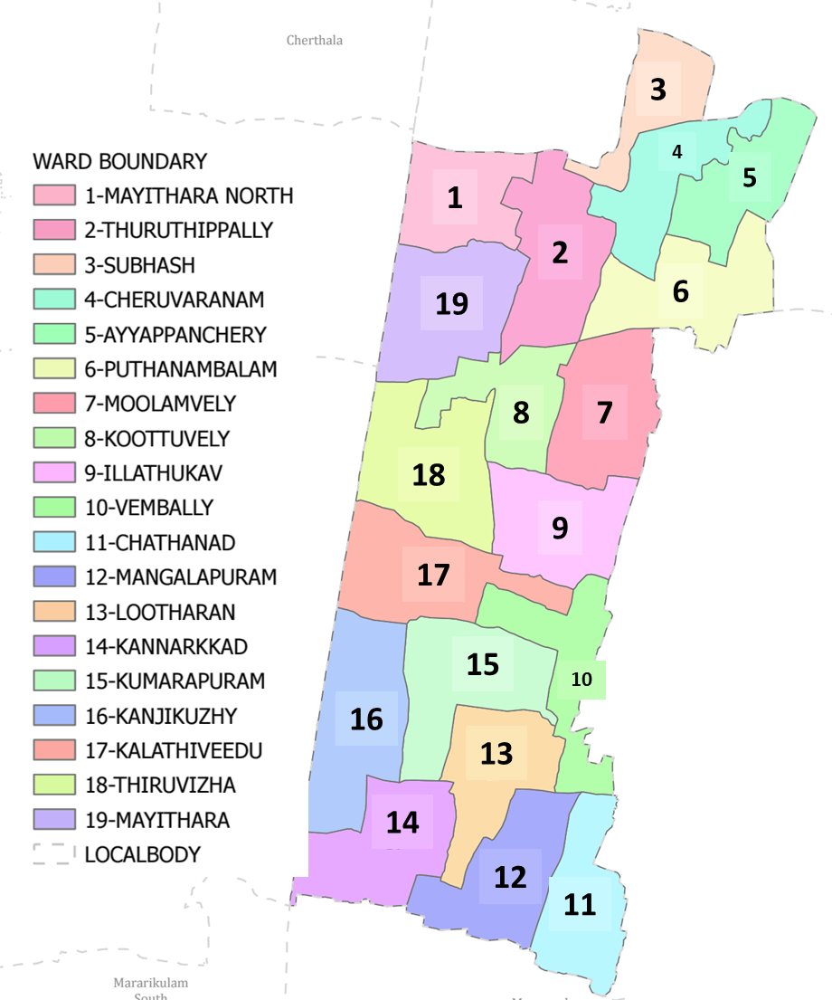 Cherthala
3
4
5
WARD BOUNDARY
1-MAYITHARA NORTH
2-THURUTHIPPALLY
3-SUBHASH
4-CHERUVARANAM
5-AYYAPPANCHERY
6-PUTHANAMBALAM
7-MOOLAMVELY
8-KOOTTUVELY
9-ILLATHUKAV
10-VEMBALLY
11-CHATHANAD
12-MANGALAPURAM
13-LOOTHARAN
14-KANNARKKAD
15-KUMARAPURAM
16-KANJIKUZHY
17-KALATHIVEEDU
18-THIRUVIZHA
19-MAYITHARA
LOCALBODY
1
2
6
19
8
7
18
9
17
15
10
16
13
14
12
11
Mararikulam
South